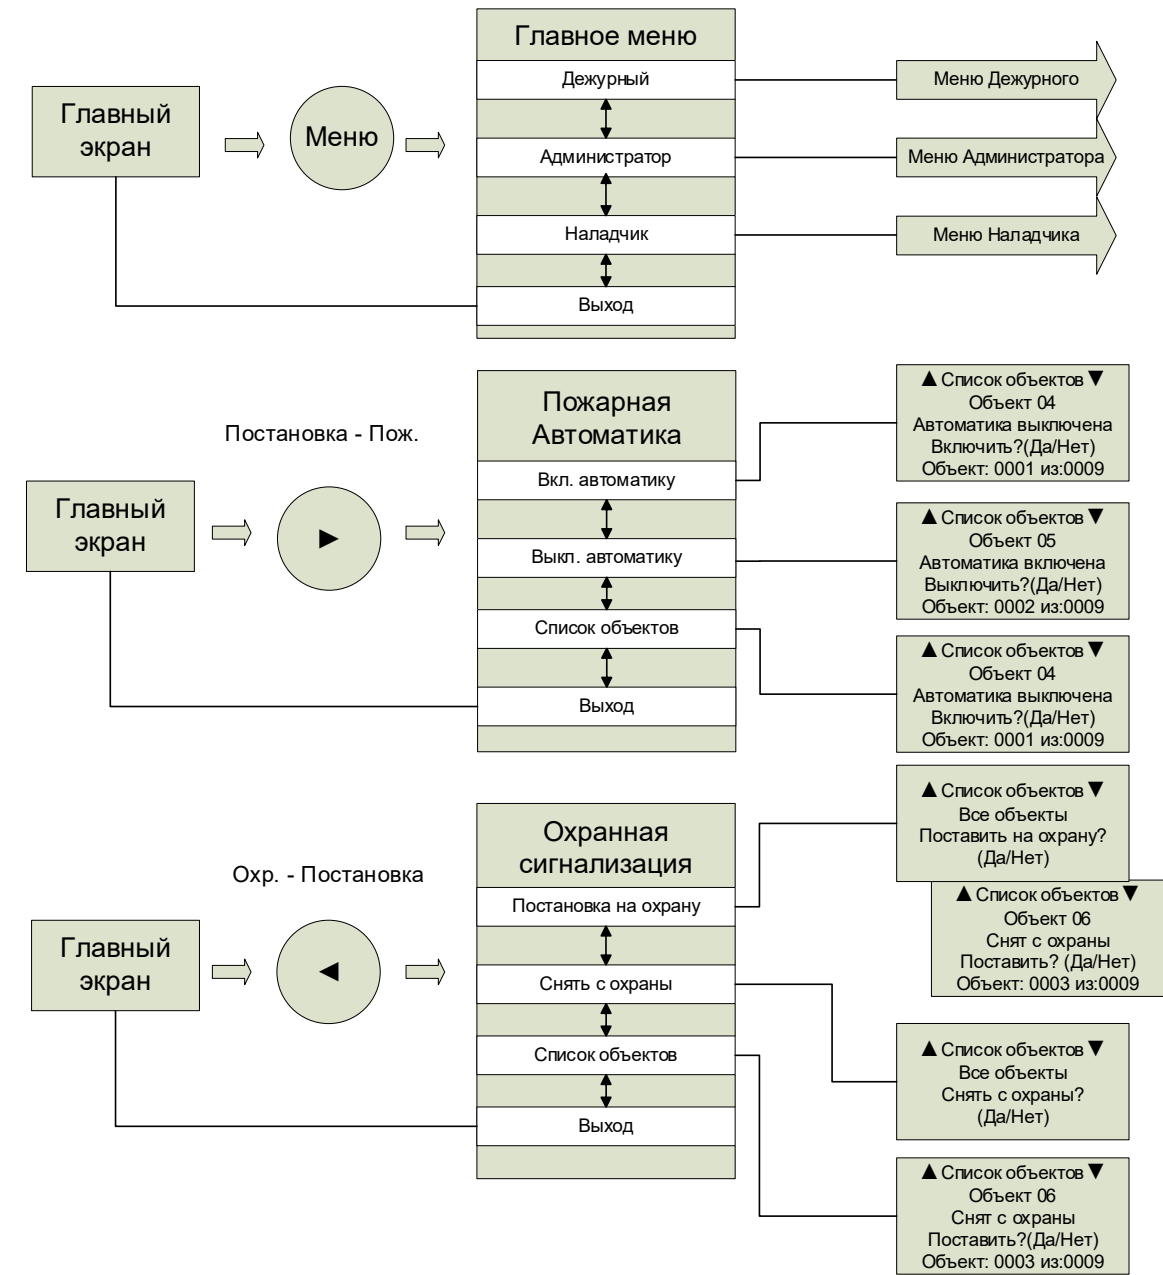 Главный
экран
Меню
Главное меню
Дежурный
Администратор
Наладчик
Выход
Меню Дежурного
Меню Администратора
Меню Наладчика
Постановка - Пож.
Главный
экран
►
Пожарная
Автоматика
Вкл. автоматику
Выкл. автоматику
Список объектов
Выход
▲Список объектов▼
Объект 04
Автоматика выключена
Включить?(Да/Нет)
Объект: 0001 из:0009
▲Список объектов▼
Объект 05
Автоматика включена
Выключить?(Да/Нет)
Объект: 0002 из:0009
▲Список объектов▼
Объект 04
Автоматика выключена
Включить?(Да/Нет)
Объект: 0001 из:0009
Охр. - Постановка
Главный
экран
◄
Охранная
сигнализация
Постановка на охрану
Снять с охраны
Список объектов
Выход
▲Список объектов▼
Все объекты
Поставить на охрану?
(Да/Нет)
▲Список объектов▼
Объект 06
Снят с охраны
Поставить? (Да/Нет)
Объект: 0003 из:0009
▲Список объектов▼
Все объекты
Снять с охраны?
(Да/Нет)
▲Список объектов▼
Объект 06
Снят с охраны
Поставить?(Да/Нет)
Объект: 0003 из:0009